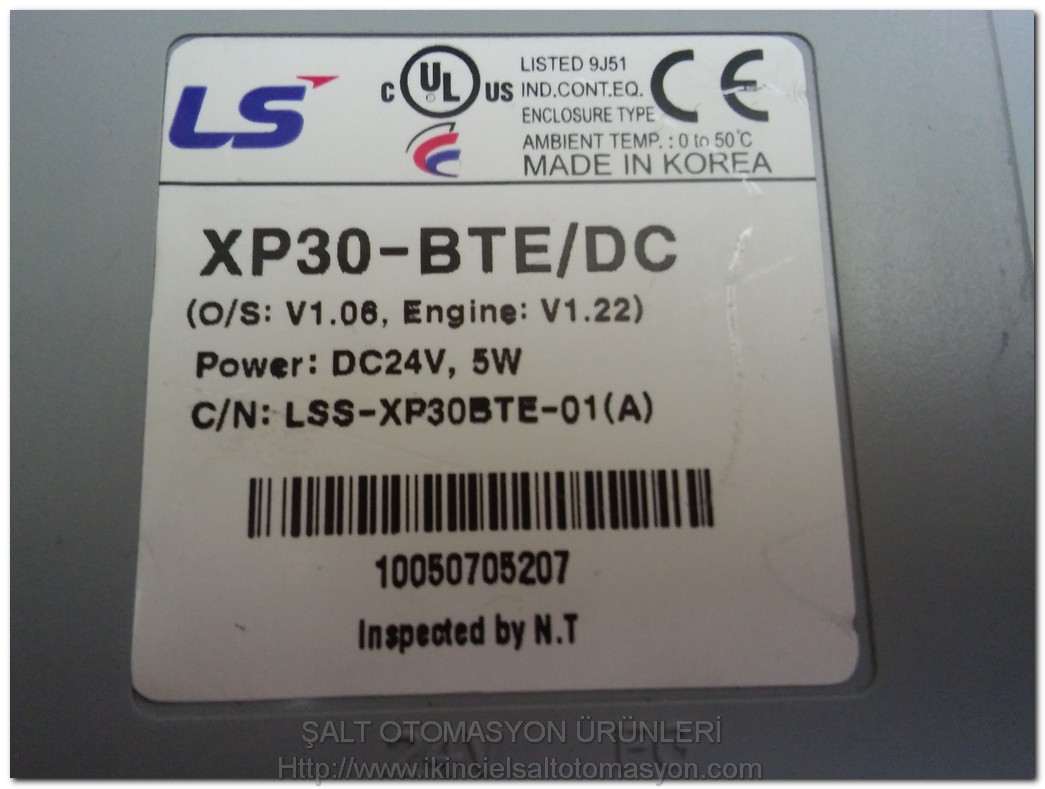 LS
C UL US
LISTED 9J51
IND.CONT.EQ.
ENCLOSURE TYPE
CE
AMBIENT TEMP. : 0 to 50℃
MADE IN KOREA
XP30-BTE/DC
(O/S: V1.06, Engine: V1.22)
Power: DC24V, 5W
C/N: LSS-XP30BTE-01(A)
10050705207
Inspected by N.T
ŞALT OTOMASYON ÜRÜNLERİ
Http://www.ikincielsaltotomasyon.com